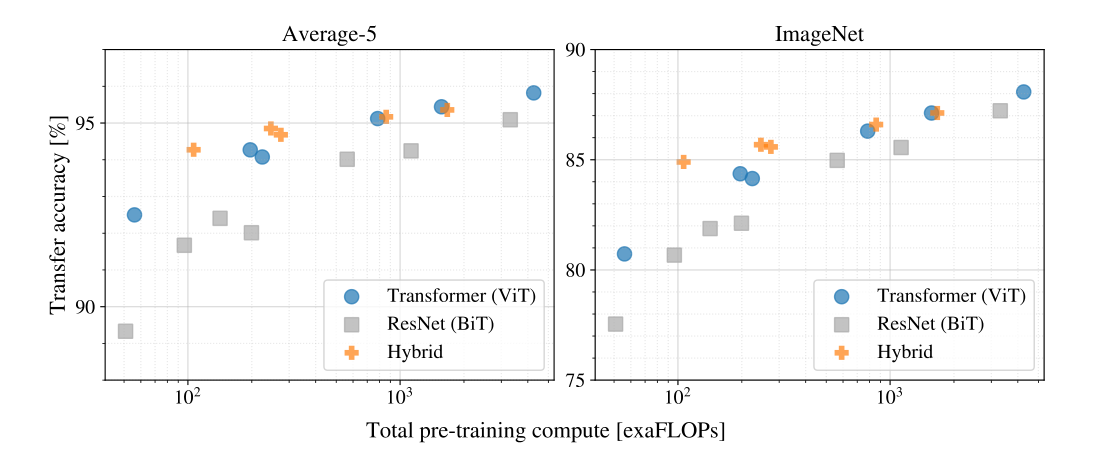 Average-5
ImageNet
Transfer accuracy [%]
95
90
10²
10³
Transformer (ViT)
ResNet (BiT)
Hybrid
90
85
80
75
10²
10³
Transformer (ViT)
ResNet (BiT)
Hybrid
Total pre-training compute [exaFLOPs]